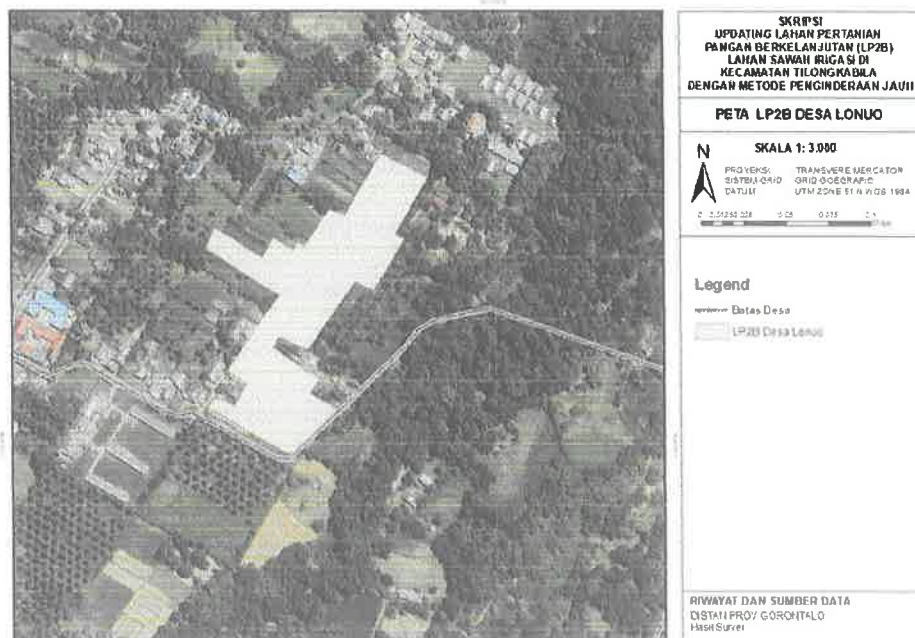 SKRIPSI
UPDATING LAHAN PERTANIAN
PANGAN BERKELANJUTAN (LP2B)
LAHAN SAWAH IRIGASI DI
KECAMATAN TILONGKABILA
DENGAN METODE PENGINDERAAN JAUH
PETA LP2B DESA LONUO
N
SKALA 1: 3.000
PROYEKSI TRANSVERE MERCATOR
SISTEM GRID GRID GOEGRAFIC
DATUM UTM ZONE 51 N WGS 1984
Legend
Batas Desa
LP2B Desa Lonuo
RIWAYAT DAN SUMBER DATA
DISTAN PROV GORONTALO
Hasil Survei